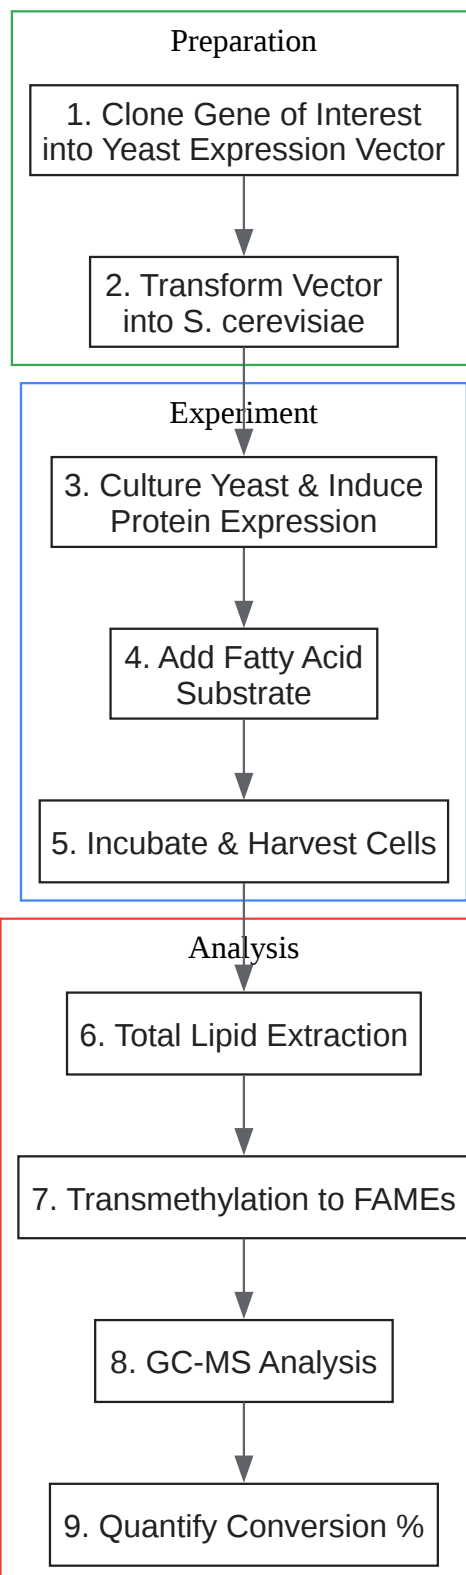 Preparation
1. Clone Gene of Interest
into Yeast Expression Vector
2. Transform Vector
into S. cerevisiae
Experiment
3. Culture Yeast & Induce
Protein Expression
4. Add Fatty Acid
Substrate
5. Incubate & Harvest Cells
Analysis
6. Total Lipid Extraction
7. Transmethylation to FAMEs
8. GC-MS Analysis
9. Quantify Conversion %